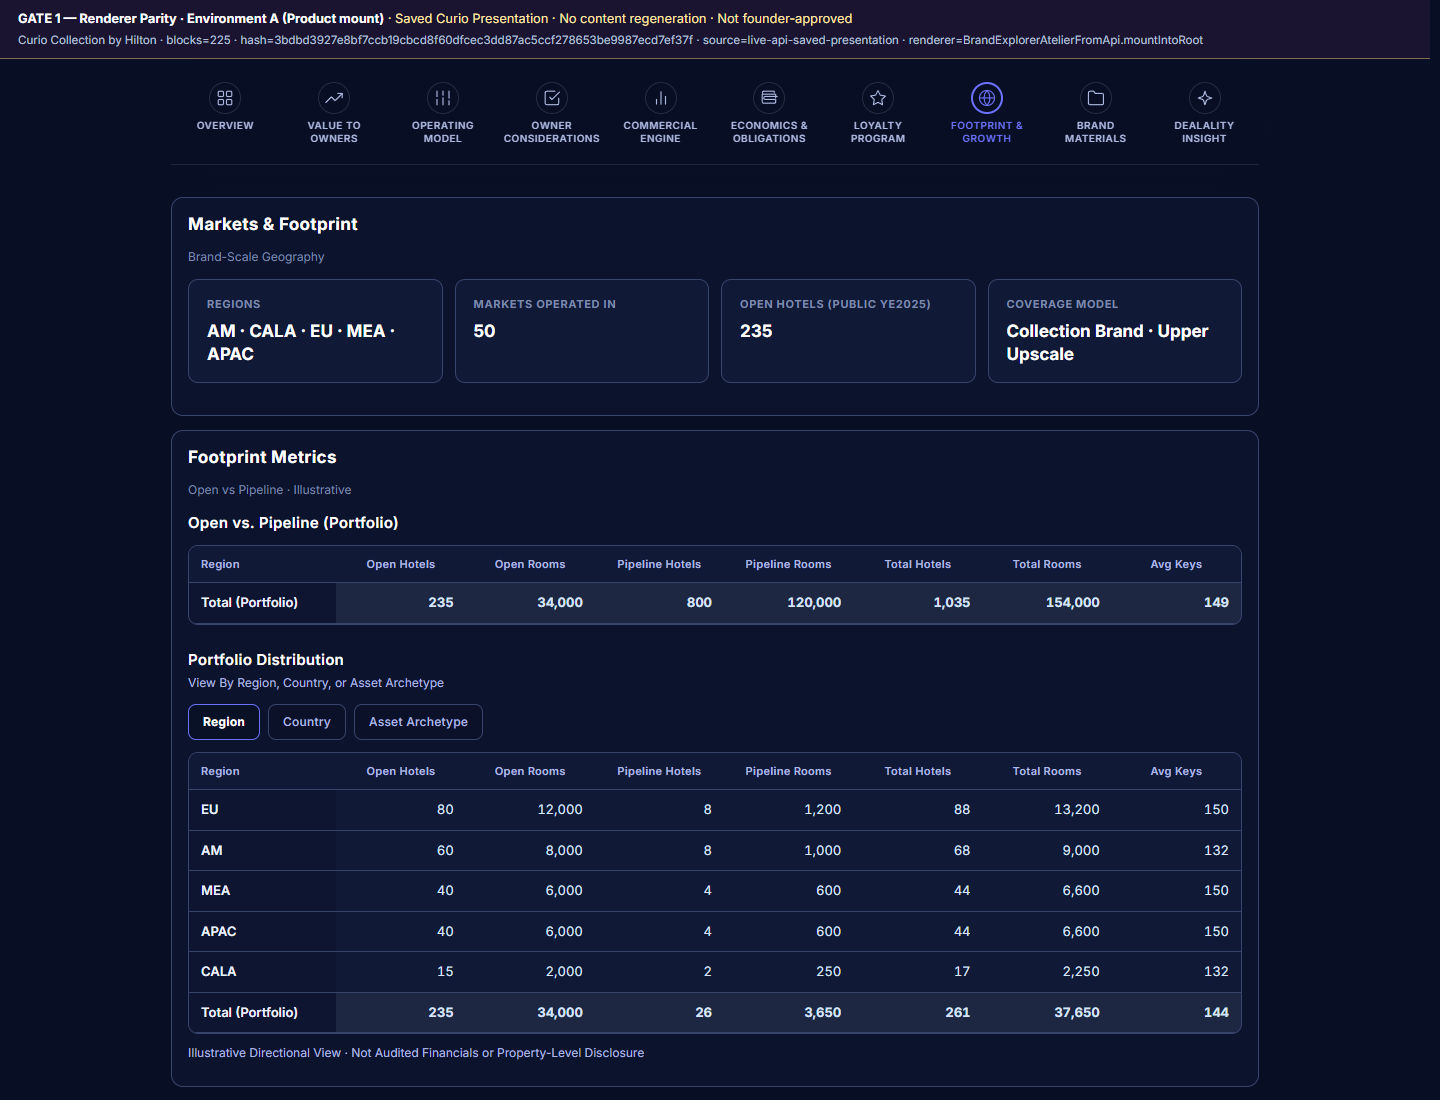 GATE 1 — Renderer Parity · Environment A (Product mount) · Saved Curio Presentation · No content regeneration · Not founder-approved
Curio Collection by Hilton · blocks=225 · hash=3bdbd3927e8bf7ccb19cbcd8f60dfcec3dd87ac5ccf278653be9987ecd7ef37f · source=live-api-saved-presentation · renderer=BrandExplorerAtelierFromApi.mountIntoRoot
OVERVIEW
VALUE TO
OWNERS
OPERATING
MODEL
OWNER
CONSIDERATIONS
COMMERCIAL
ENGINE
ECONOMICS &
OBLIGATIONS
LOYALTY
PROGRAM
FOOTPRINT &
GROWTH
BRAND
MATERIALS
DEALALITY
INSIGHT
Markets & Footprint
Brand-Scale Geography
REGIONS
AM · CALA · EU · MEA ·
APAC
MARKETS OPERATED IN
50
OPEN HOTELS (PUBLIC YE2025)
235
COVERAGE MODEL
Collection Brand · Upper
Upscale
Footprint Metrics
Open vs Pipeline · Illustrative
Open vs. Pipeline (Portfolio)
Region Open Hotels Open Rooms Pipeline Hotels Pipeline Rooms Total Hotels Total Rooms Avg Keys
Total (Portfolio) 235 34,000 800 120,000 1,035 154,000 149
Portfolio Distribution
View By Region, Country, or Asset Archetype
Region Country Asset Archetype
Region Open Hotels Open Rooms Pipeline Hotels Pipeline Rooms Total Hotels Total Rooms Avg Keys
EU 80 12,000 8 1,200 88 13,200 150
AM 60 8,000 8 1,000 68 9,000 132
MEA 40 6,000 4 600 44 6,600 150
APAC 40 6,000 4 600 44 6,600 150
CALA 15 2,000 2 250 17 2,250 132
Total (Portfolio) 235 34,000 26 3,650 261 37,650 144
Illustrative Directional View · Not Audited Financials or Property-Level Disclosure